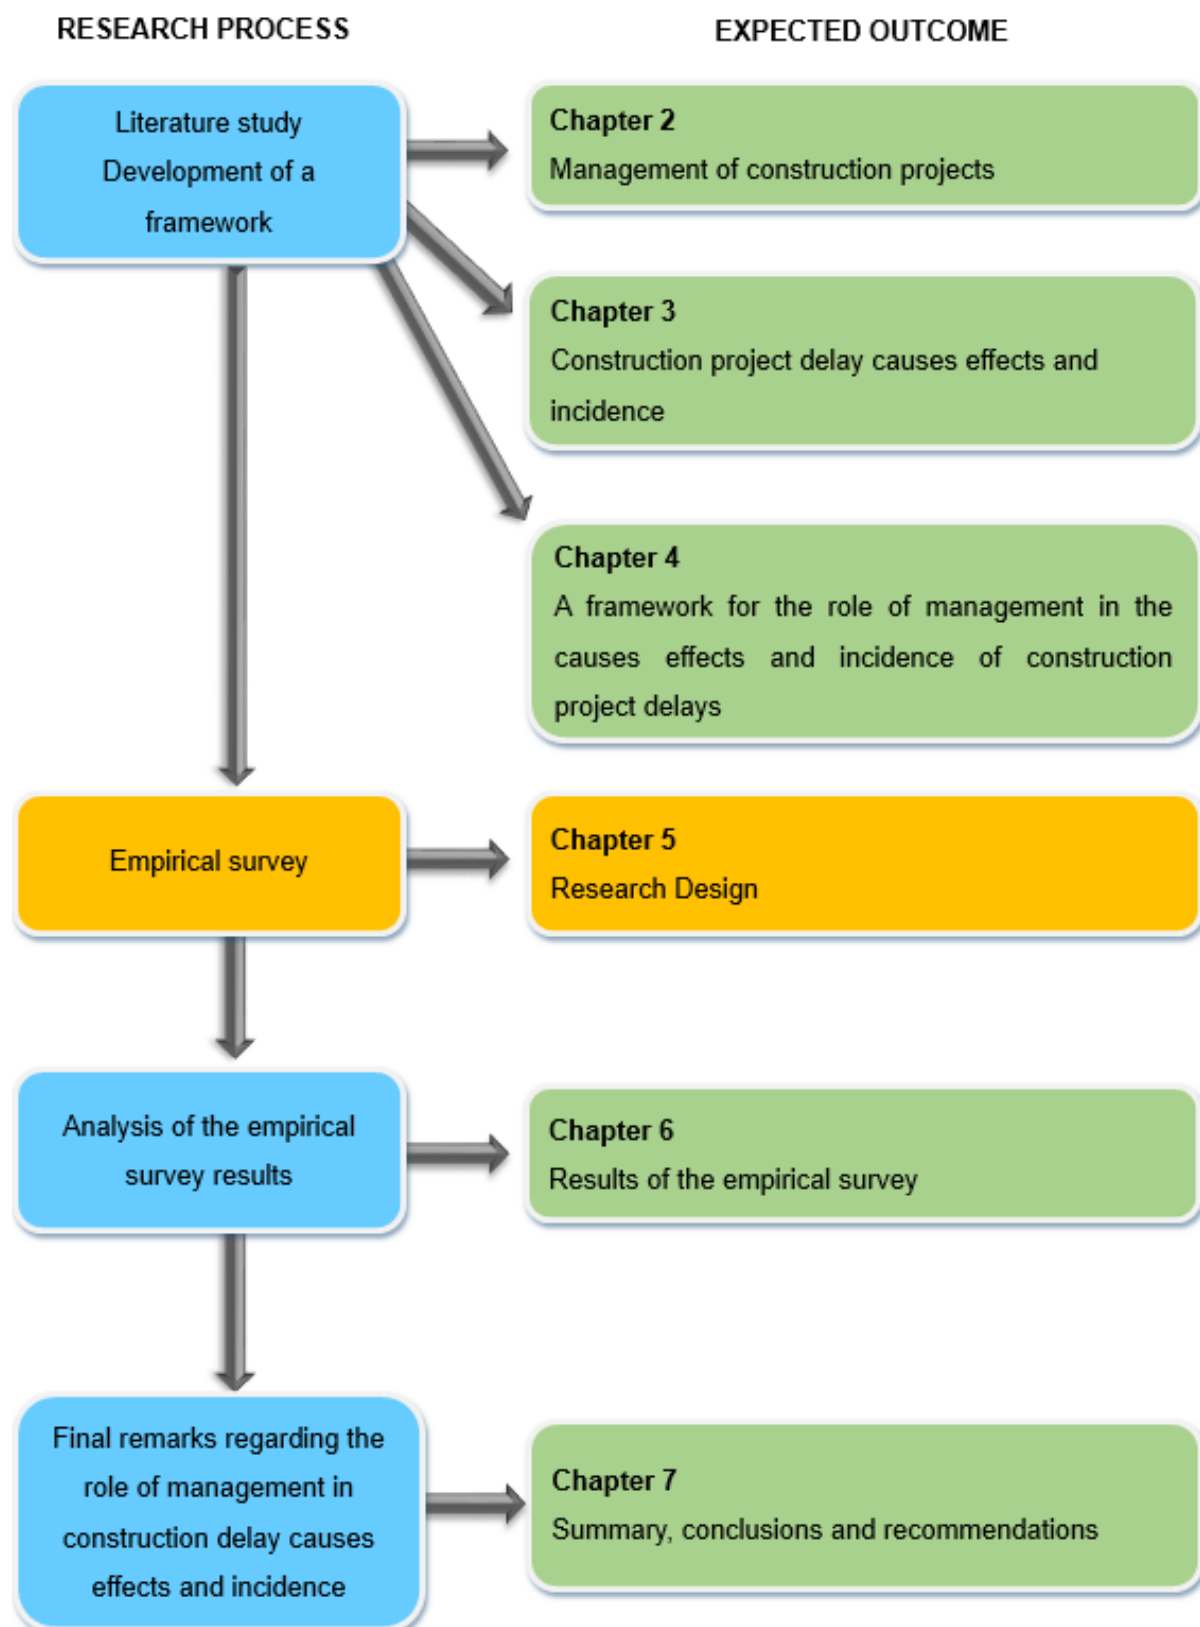 RESEARCH PROCESS
EXPECTED OUTCOME
Literature study
Development of a
framework
Chapter 2
Management of construction projects
Chapter 3
Construction project delay causes effects and
incidence
Chapter 4
A framework for the role of management in the
causes effects and incidence of construction
project delays
Empirical survey
Chapter 5
Research Design
Analysis of the empirical
survey results
Chapter 6
Results of the empirical survey
Final remarks regarding the
role of management in
construction delay causes
effects and incidence
Chapter 7
Summary, conclusions and recommendations